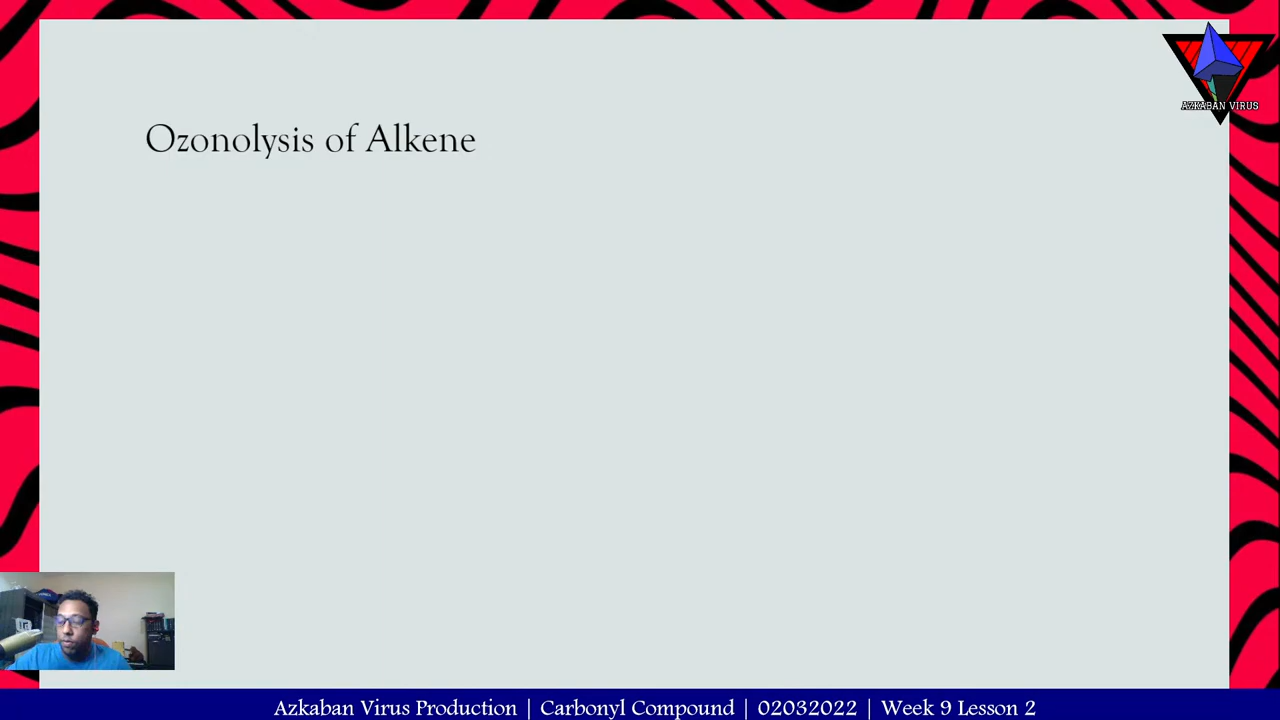 AZKABAN VIRUS
Ozonolysis of Alkene
Azkaban Virus Production | Carbonyl Compound | 02032022 | Week 9 Lesson 2